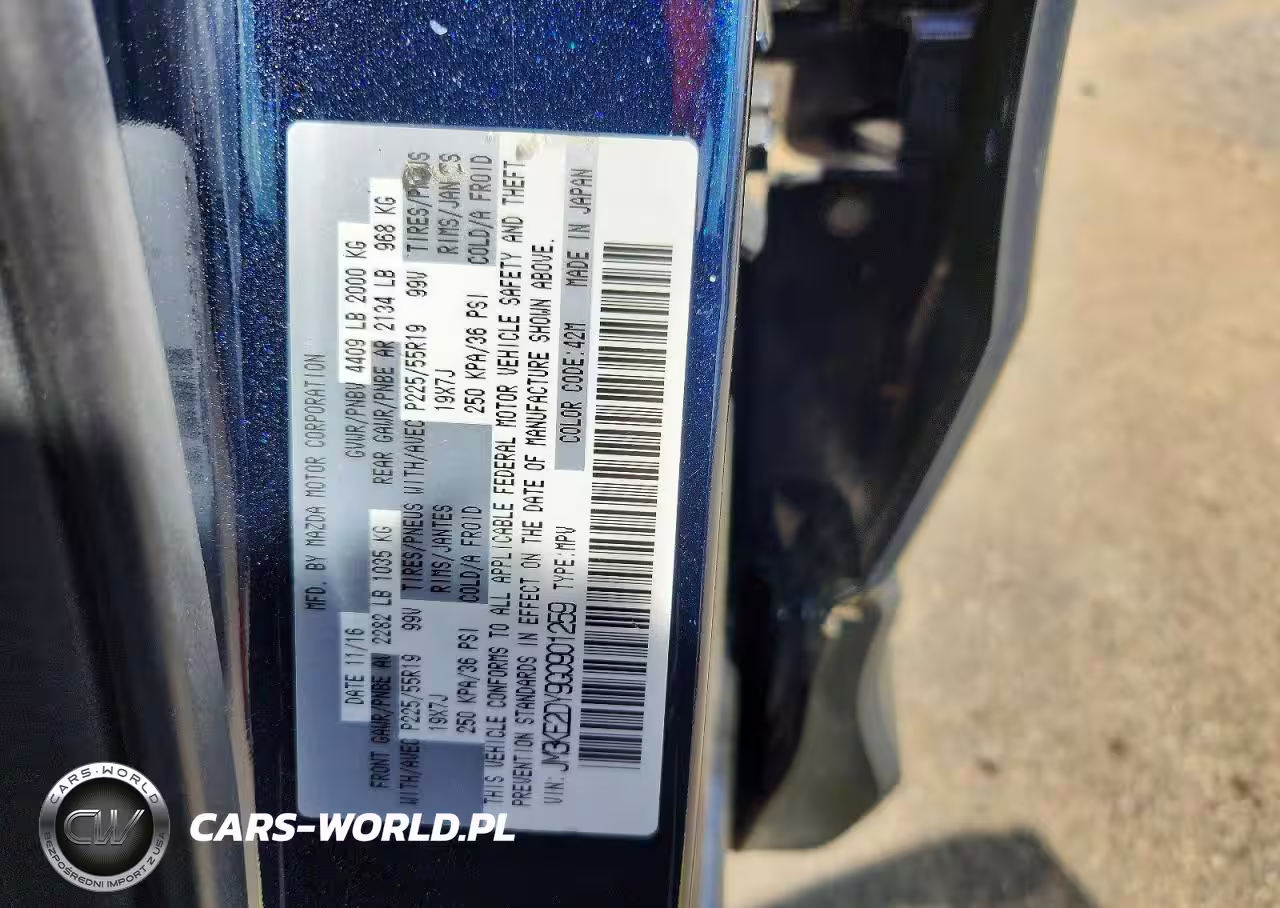 MFD. BY MAZDA MOTOR CORPORATION
DATE 11/16 GVWR/PNBV 4409 LB 2000 KG
FRONT GAWR/PNBE AV 2282 LB 1035 KG REAR GAWR/PNBE AR 2134 LB 968 KG
WITH/AVEC P225/55R19 99V TIRES/PNEUS WITH/AVEC P225/55R19 99V TIRES/PNEUS
19X7J RIMS/JANTES 19X7J RIMS/JANTES
250 KPA/36 PSI COLD/A FROID 250 KPA/36 PSI COLD/A FROID
THIS VEHICLE CONFORMS TO ALL APPLICABLE FEDERAL MOTOR VEHICLE SAFETY AND THEFT
PREVENTION STANDARDS IN EFFECT ON THE DATE OF MANUFACTURE SHOWN ABOVE.
VIN: JM3KE2DY9G0901259 TYPE:MPV COLOR CODE:42M MADE IN JAPAN
CARS-WORLD
CW
BEZPOŚREDNI IMPORT Z USA
CARS-WORLD.PL